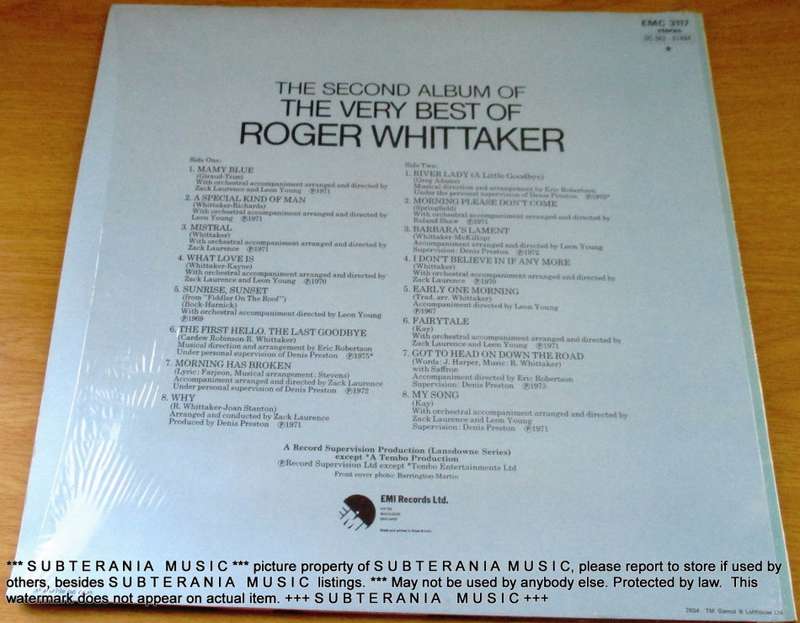 EMC 3117
stereo
THE SECOND ALBUM OF
THE VERY BEST OF
ROGER WHITTAKER
Side One:
1. MAMY BLUE
(Giraud-Trim)
With orchestral accompaniment arranged and directed by
Zack Laurence and Leon Young ℗1971
2. A SPECIAL KIND OF MAN
(Whittaker-Richards)
With orchestral accompaniment arranged and directed by
Leon Young ℗1971
3. MISTRAL
(Whittaker)
With orchestral accompaniment arranged and directed by
Zack Laurence ℗1971
4. WHAT LOVE IS
(Whittaker-Kayne)
With orchestral accompaniment arranged and directed by
Zack Laurence and Leon Young ℗1970
5. SUNRISE, SUNSET
(from "Fiddler On The Roof")
(Bock-Harnick)
With orchestral accompaniment directed by Leon Young
℗1969
6. THE FIRST HELLO, THE LAST GOODBYE
(Cardew Robinson-R. Whittaker)
Musical direction and arrangement by Eric Robertson
Under personal supervision of Denis Preston ℗1975*
7. MORNING HAS BROKEN
(Lyric: Farjeon, Musical arrangement: Stevens)
Accompaniment arranged and directed by Zack Laurence
Under personal supervision of Denis Preston ℗1972
8. WHY
(R. Whittaker-Joan Stanton)
Arranged and conducted by Zack Laurence
Produced by Denis Preston ℗1971
Side Two:
1. RIVER LADY (A Little Goodbye)
Musical direction and arrangement by Eric Robertson
Under the personal supervision of Denis Preston ℗1975*
2. MORNING PLEASE DON'T COME
(Springfield)
With orchestral accompaniment arranged and directed by
Roland Shaw ℗1971
3. BARBARA'S LAMENT
(Whittaker-McKillop)
Accompaniment arranged and directed by Leon Young
Supervision: Denis Preston ℗1972
4. I DON'T BELIEVE IN IF ANY MORE
(Whittaker)
With orchestral accompaniment arranged and directed by
Zack Laurence ℗1970
5. EARLY ONE MORNING
(Trad. arr. Whittaker)
Accompaniment directed by Leon Young
℗1967
6. FAIRYTALE
(Kay)
With orchestral accompaniment arranged and directed by
Zack Laurence and Leon Young ℗1971
7. GOT TO HEAD ON DOWN THE ROAD
(Words: J. Harper, Music: R. Whittaker)
with Saffron
Accompaniment directed by Eric Robertson
Supervision: Denis Preston
8. MY SONG
(Kay)
With orchestral accompaniment arranged and directed by
Zack Laurence and Leon Young
Supervision: Denis Preston ℗1971
A Record Supervision Production (Lansdowne Series)
except *A Tembo Production
℗Record Supervision Ltd except *Tembo Entertainments Ltd
Front cover photo: Barrington-Martin
EMI
EMI Records Ltd.
*** SUBTERANIA MUSIC *** picture property of SUBTERANIA MUSIC, please report to store if used by
others, besides SUBTERANIA MUSIC listings. *** May not be used by anybody else. Protected by law. This
watermark does not appear on actual item. +++ SUBTERANIA MUSIC +++